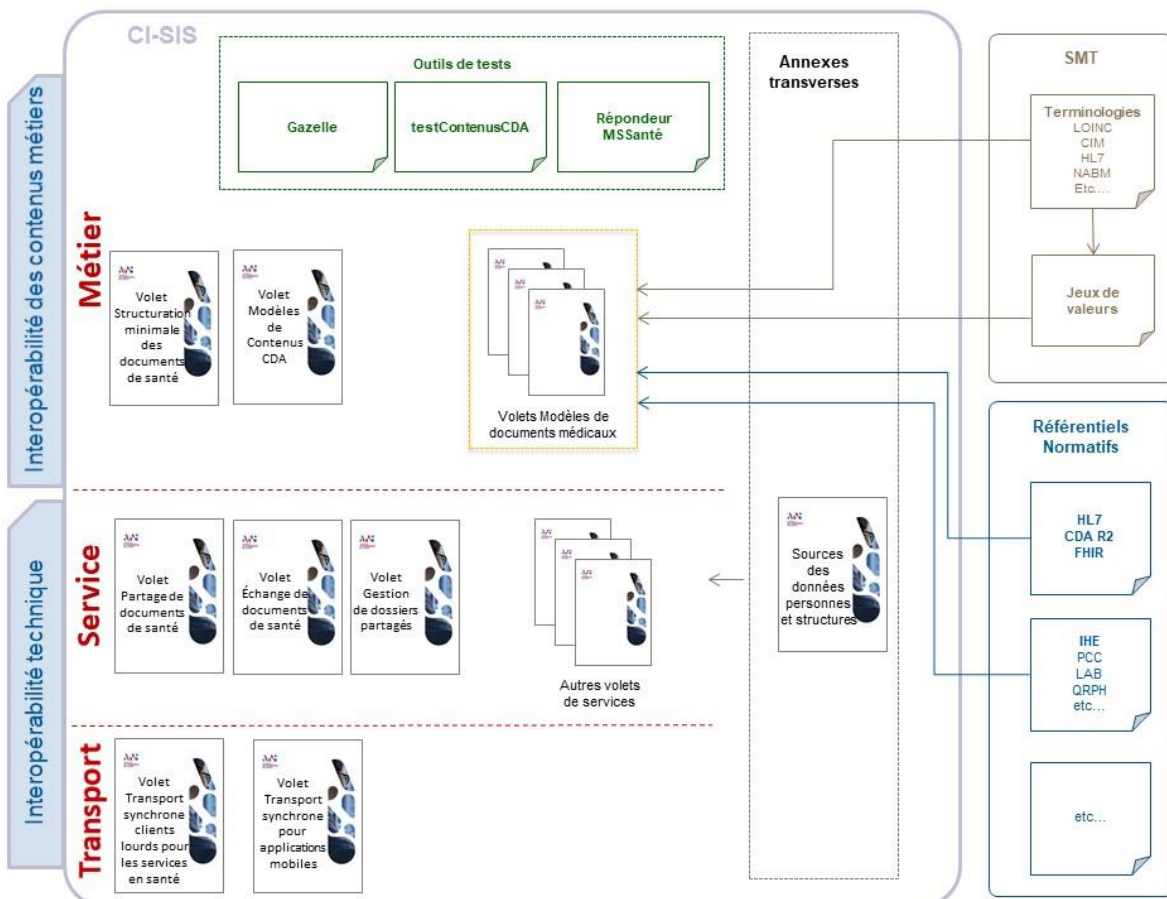 CI-SIS
Interopérabilité des contenus métiers
Interopérabilité technique
Outils de tests
Gazelle
testContenusCDA
Répondeur
MSSanté
Annexes
transverses
SMT
Terminologies
LOINC
CIM
HL7
NABM
Etc....
Jeux de
valeurs
Métier
Volet
Structuration
minimale
des
documents
de santé
Volet
Modèles
de
Contenus
CDA
Volets Modèles de
documents médicaux
Référentiels
Normatifs
HL7
CDA R2
FHIR
IHE
PCC
LAB
QRPH
etc...
etc...
Service
Volet
Partage de
documents
de santé
Volet
Échange de
documents
de santé
Volet
Gestion
de dossiers
partagés
Autres volets
de services
Sources
des
données
personnes
et structures
Transport
Volet
Transport
synchrone
clients
lourds pour
les services
en santé
Volet
Transport
synchrone
pour
applications
mobiles